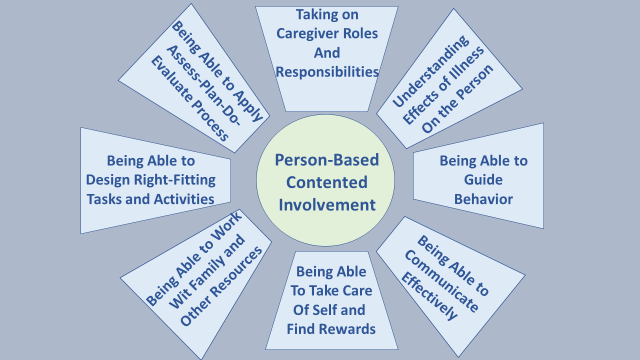 Taking on
Caregiver Roles
And
Responsibilities
Understanding
Effects of Illness
On the Person
Being Able to
Guide
Behavior
Being Able to
Communicate
Effectively
Being Able
To Take Care
Of Self and
Find Rewards
Being Able to Work
Wit Family and
Other Resources
Being Able to
Design Right-Fitting
Tasks and Activities
Being Able to Apply
Assess-Plan-Do-
Evaluate Process
Person-Based
Contented
Involvement